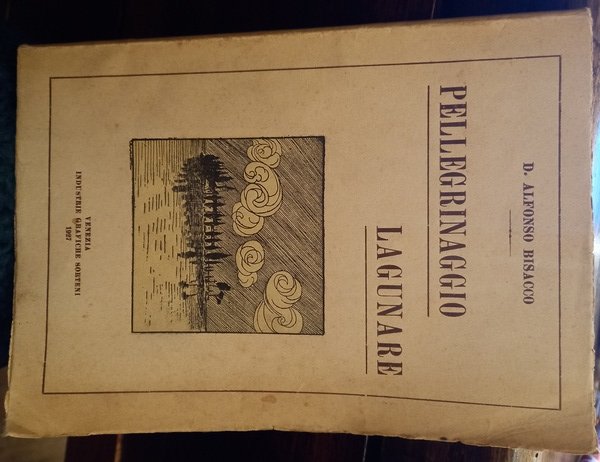 D. ALFONSO BISACCO
PELLEGRINAGGIO
LAGUNARE
VENEZIA
INDUSTRIE GRAFICHE SORTENI
1927